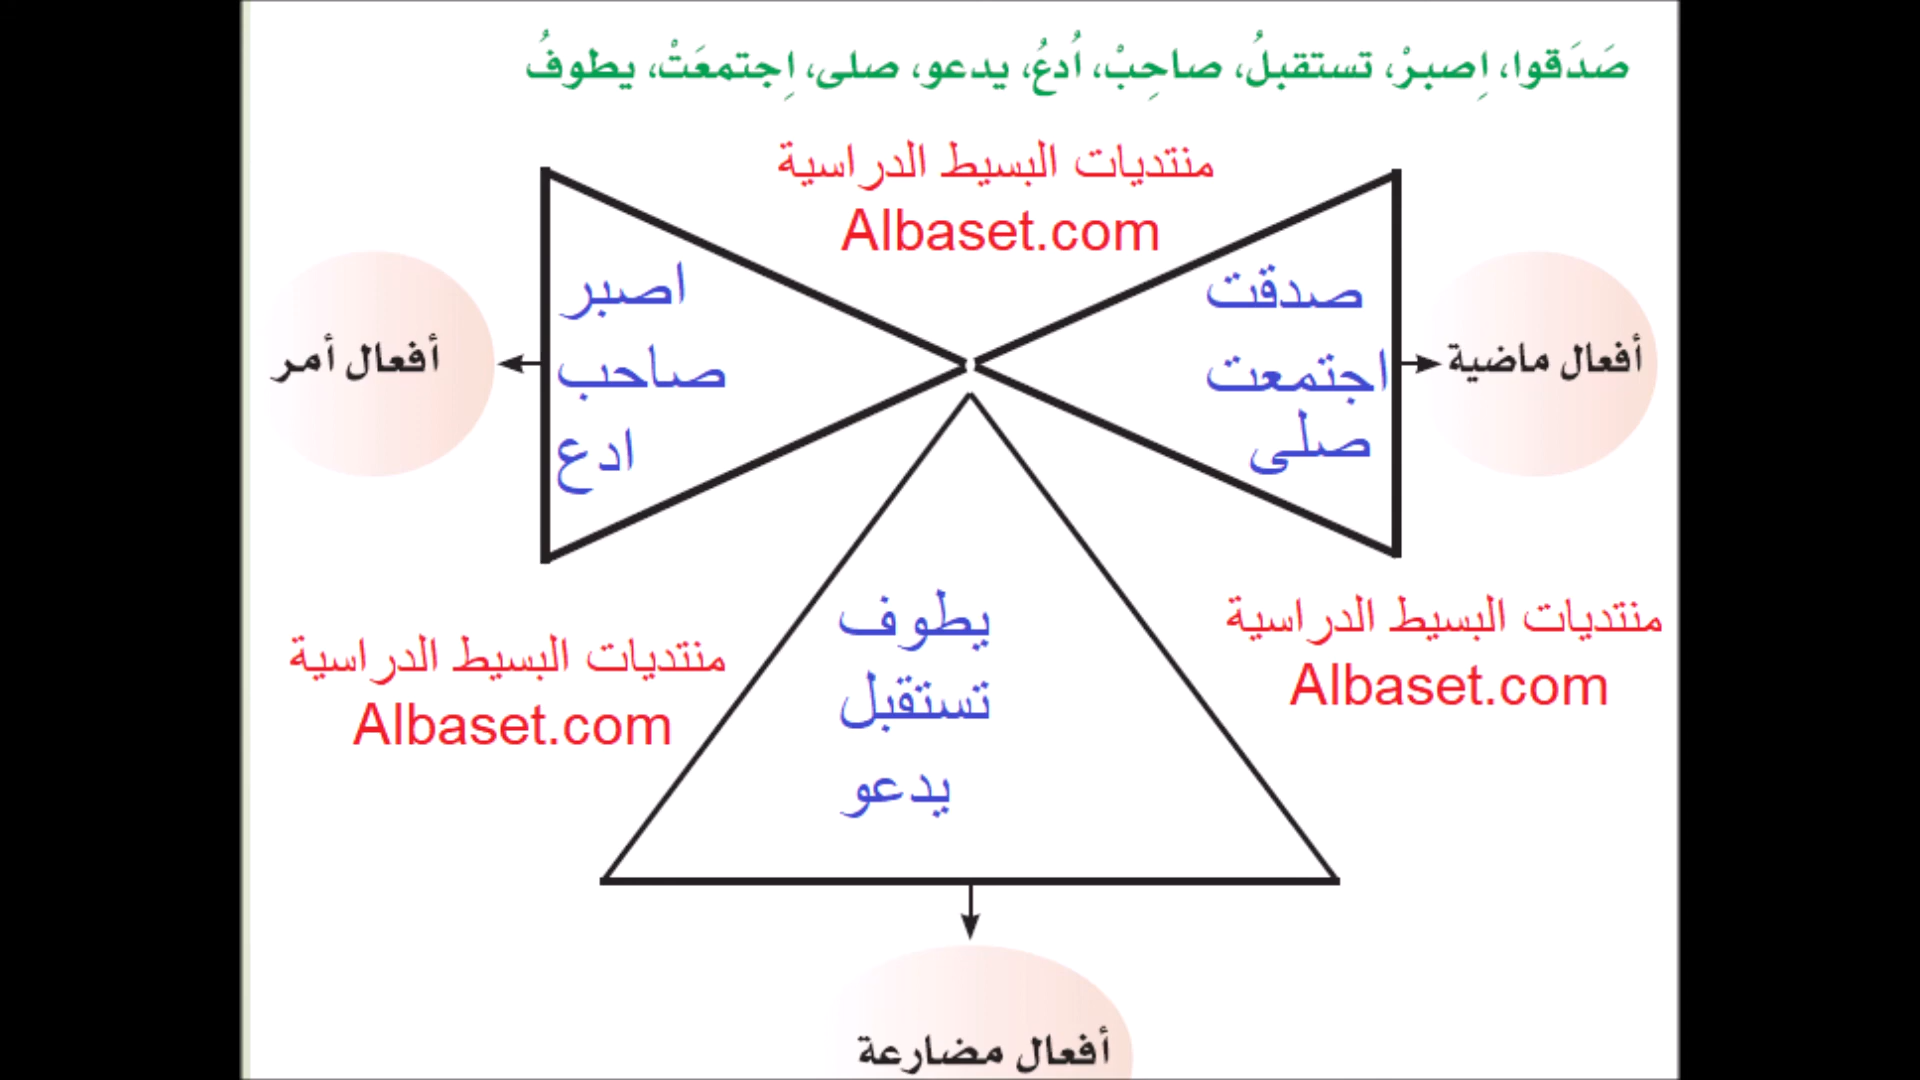 صَدَقوا، اِصبرْ، تستقبلُ، صاحِبْ، اُدعُ، يدعو، صلى، اِجتمعَتْ، يطوفُ
منتديات البسيط الدراسية
Albaset.com
صدقت
اجتمعت
صلى
أفعال ماضية
اصبر
صاحب
ادع
أفعال أمر
منتديات البسيط الدراسية
Albaset.com
يطوف
تستقبل
يدعو
منتديات البسيط الدراسية
Albaset.com
أفعال مضارعة